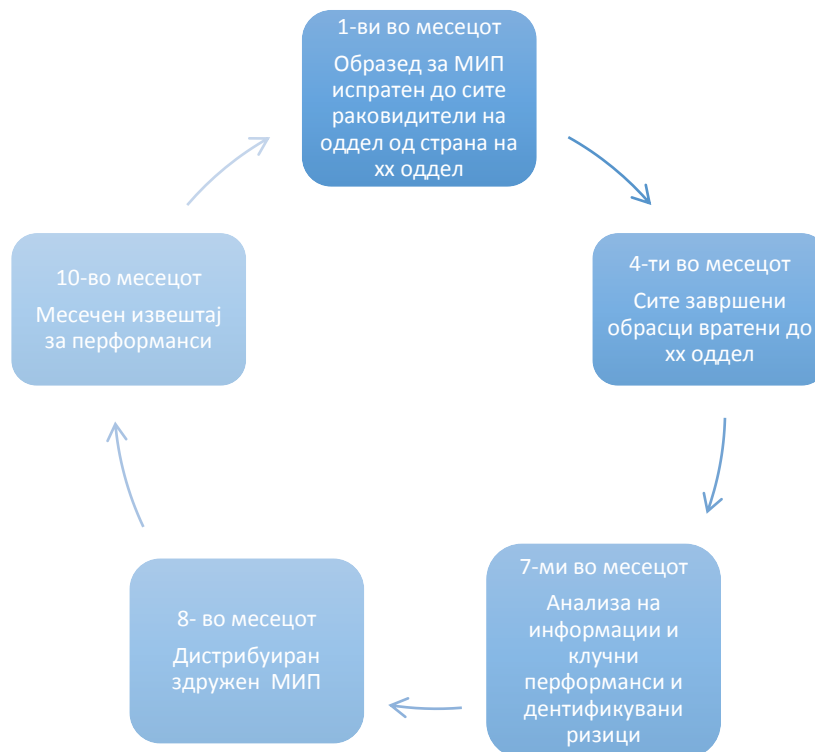 1-ви во месецот
Образед за МИП
испратен до сите
раковидители на
оддел од страна на
хх оддел
4-ти во месецот
Сите завршени
обрасци вратени до
хх оддел
7-ми во месецот
Анализа на
информации и
клучни
перформанси и
дентификувани
ризици
8- во месецот
Дистрибуиран
здружен МИП
10-во месецот
Месечен извештај
за перформанси